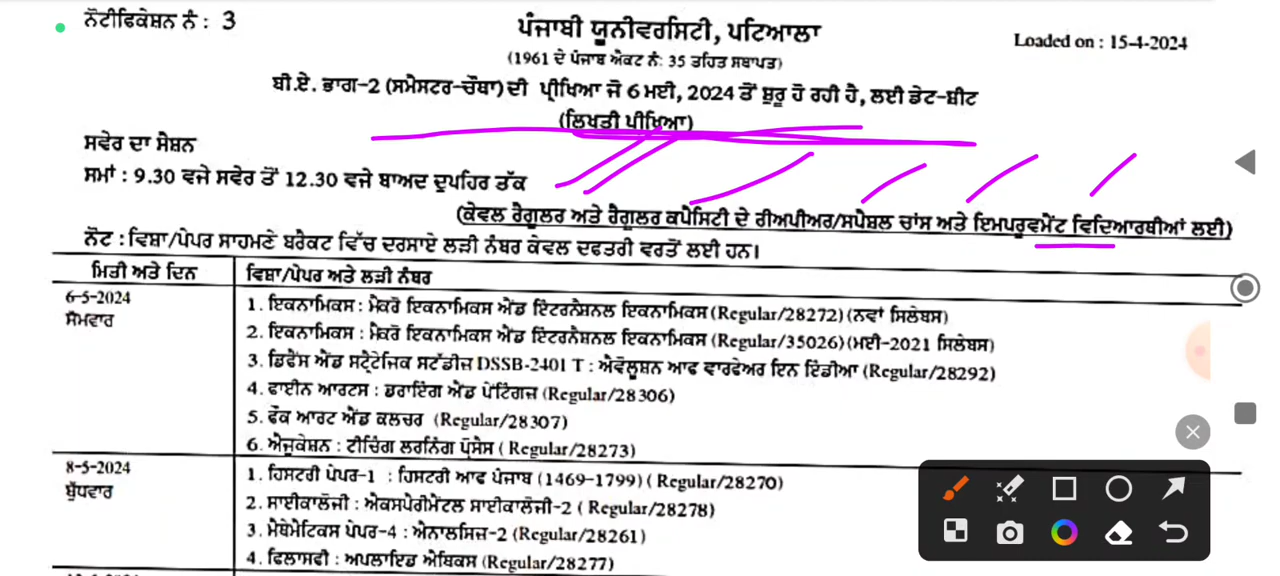 ਨੋਟੀਫਿਕੇਸ਼ਨ ਨੰ: 3
ਪੰਜਾਬੀ ਯੂਨੀਵਰਸਿਟੀ, ਪਟਿਆਲਾ
Loaded on : 15-4-2024
(1961 ਦੇ ਪੰਜਾਬ ਐਕਟ ਨੰ: 35 ਤਹਿਤ ਸਥਾਪਤ)
ਬੀ.ਏ. ਭਾਗ-2 (ਸਮੈਸਟਰ-ਚੌਥਾ) ਦੀ ਪ੍ਰੀਖਿਆ ਜੋ 6 ਮਈ, 2024 ਤੋਂ ਸ਼ੁਰੂ ਹੋ ਰਹੀ ਹੈ, ਲਈ ਡੇਟ-ਸ਼ੀਟ
(ਲਿਖਤੀ ਪੀਖਿਆ)
ਸਵੇਰ ਦਾ ਸੈਸ਼ਨ
ਸਮਾਂ : 9.30 ਵਜੇ ਸਵੇਰ ਤੋਂ 12.30 ਵਜੇ ਬਾਅਦ ਦੁਪਹਿਰ ਤੱਕ
(ਕੇਵਲ ਰੈਗੂਲਰ ਅਤੇ ਰੈਗੂਲਰ ਕਪੈਸਿਟੀ ਦੇ ਰੀਅਪੀਅਰ/ਸਪੈਸ਼ਲ ਚਾਂਸ ਅਤੇ ਇਮਪਰੂਵਮੈਂਟ ਵਿਦਿਆਰਥੀਆਂ ਲਈ)
ਨੋਟ : ਵਿਸ਼ਾ/ਪੇਪਰ ਸਾਹਮਣੇ ਬਰੈਕਟ ਵਿੱਚ ਦਰਸਾਏ ਲੜੀ ਨੰਬਰ ਕੇਵਲ ਦਫਤਰੀ ਵਰਤੋਂ ਲਈ ਹਨ।
ਮਿਤੀ ਅਤੇ ਦਿਨ
ਵਿਸ਼ਾ/ਪੇਪਰ ਅਤੇ ਲੜੀ ਨੰਬਰ
6-5-2024
ਸੋਮਵਾਰ
1. ਇਕਨਾਮਿਕਸ : ਮੈਕਰੋ ਇਕਨਾਮਿਕਸ ਐਂਡ ਇੰਟਰਨੈਸ਼ਨਲ ਇਕਨਾਮਿਕਸ (Regular/28272) (ਨਵਾਂ ਸਿਲੇਬਸ)
2. ਇਕਨਾਮਿਕਸ : ਮੈਕਰੋ ਇਕਨਾਮਿਕਸ ਐਂਡ ਇੰਟਰਨੈਸ਼ਨਲ ਇਕਨਾਮਿਕਸ (Regular/35026) (ਮਈ-2021 ਸਿਲੇਬਸ)
3. ਡਿਫੈਂਸ ਐਂਡ ਸਟ੍ਰੇਟੇਜਿਕ ਸਟੱਡੀਜ਼ DSSB-2401 T : ਐਵੋਲੂਸ਼ਨ ਆਫ ਵਾਰਫੇਅਰ ਇਨ ਇੰਡੀਆ (Regular/28292)
4. ਫਾਈਨ ਆਰਟਸ : ਡਰਾਇੰਗ ਐਂਡ ਪੇਂਟਿੰਗਜ਼ (Regular/28306)
5. ਫੌਕ ਆਰਟ ਐਂਡ ਕਲਚਰ (Regular/28307)
6. ਐਜੂਕੇਸ਼ਨ : ਟੀਚਿੰਗ ਲਰਨਿੰਗ ਪ੍ਰੋਸੈਸ ( Regular/28273)
8-5-2024
ਬੁੱਧਵਾਰ
1. ਹਿਸਟਰੀ ਪੇਪਰ-1 : ਹਿਸਟਰੀ ਆਫ ਪੰਜਾਬ (1469-1799) ( Regular/28270)
2. ਸਾਈਕਾਲੋਜੀ : ਐਕਸਪੈਰੀਮੈਂਟਲ ਸਾਈਕਾਲੋਜੀ-2 ( Regular/28278)
3. ਮੈਥੇਮੈਟਿਕਸ ਪੇਪਰ-4 : ਐਨਾਲਸਿਜ਼-2 (Regular/28261)
4. ਫਿਲਾਸਫੀ : ਅਪਲਾਇਡ ਐਥਿਕਸ (Regular/28277)